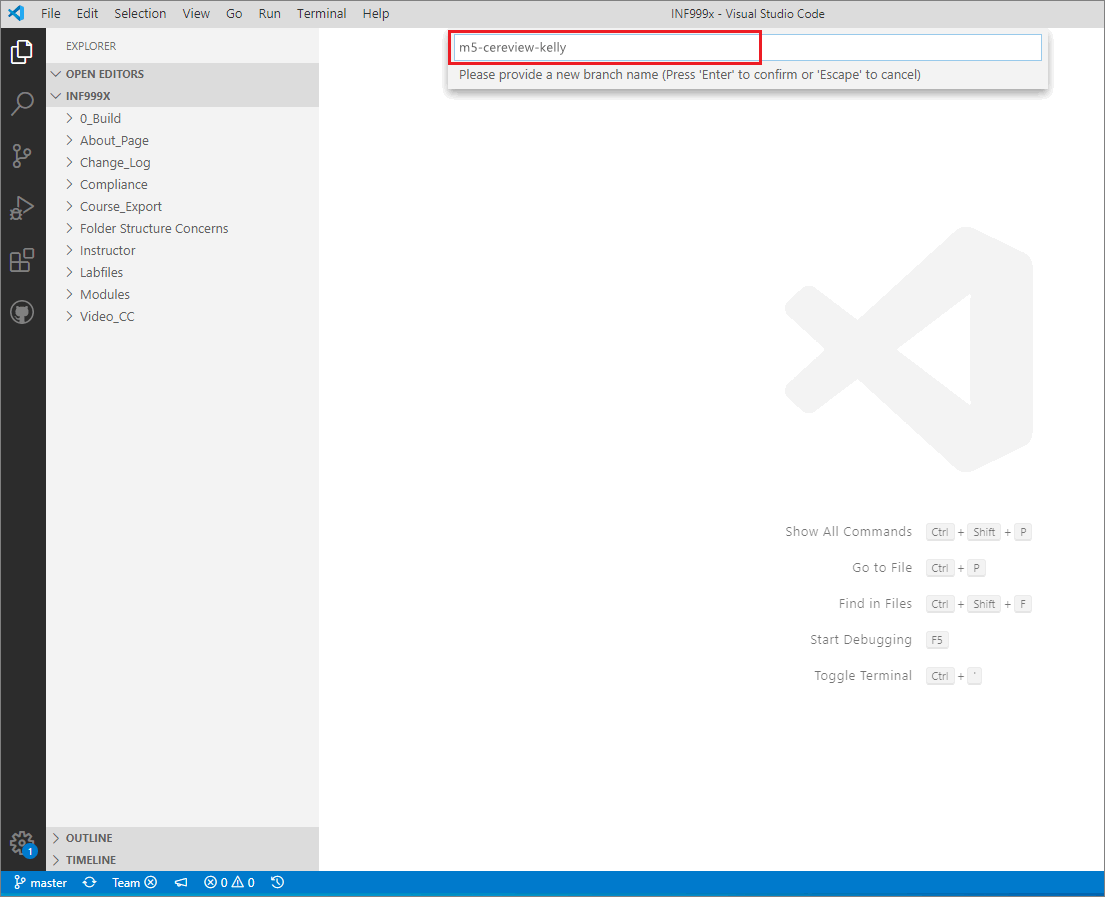 File Edit Selection View Go Run Terminal Help INF999x - Visual Studio Code
EXPLORER
OPEN EDITORS
INF999X
0_Build
About_Page
Change_Log
Compliance
Course_Export
Folder Structure Concerns
Instructor
Labfiles
Modules
Video_CC
OUTLINE
TIMELINE
m5-cereview-kelly
Please provide a new branch name (Press 'Enter' to confirm or 'Escape' to cancel)
Show All Commands Ctrl + Shift + P
Go to File Ctrl + P
Find in Files Ctrl + Shift + F
Start Debugging F5
Toggle Terminal Ctrl + '
1
master Team 0 0